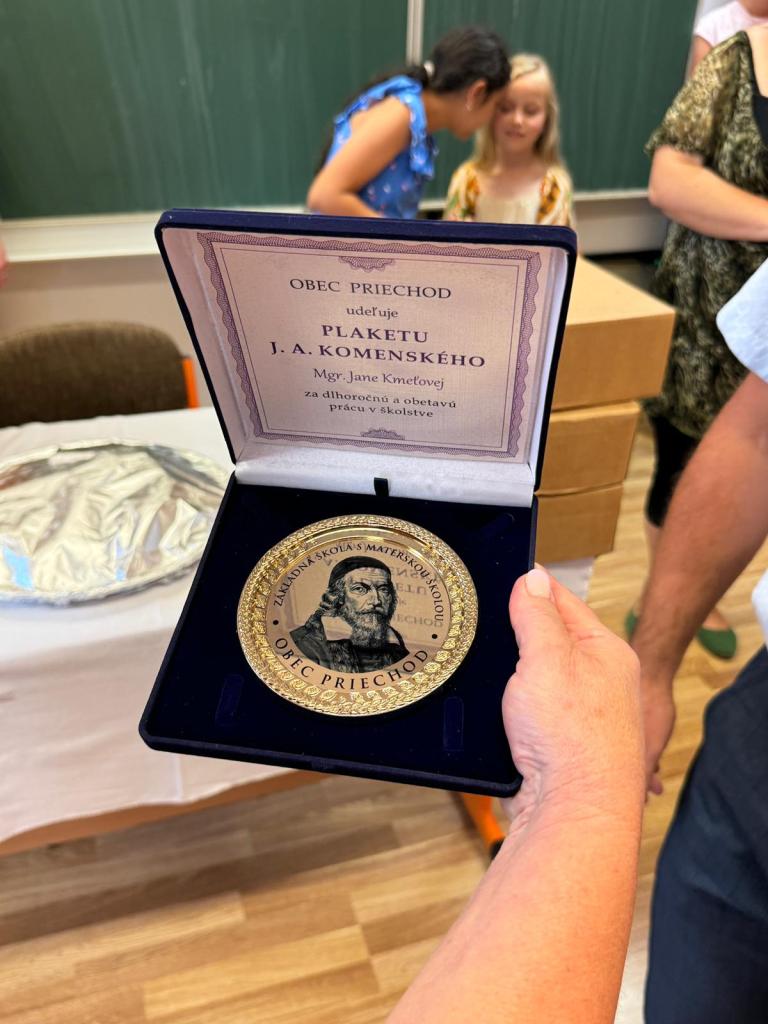 OBEC PRIECHOD
udeľuje
PLAKETU
J. A. KOMENSKÉHO
Mgr. Jane Kmeťovej
za dlhoročnú a obetavú
prácu v školstve
ZÁKLADNÁ ŠKOLA S MATERSKOU ŠKOLOU
• OBEC PRIECHOD •